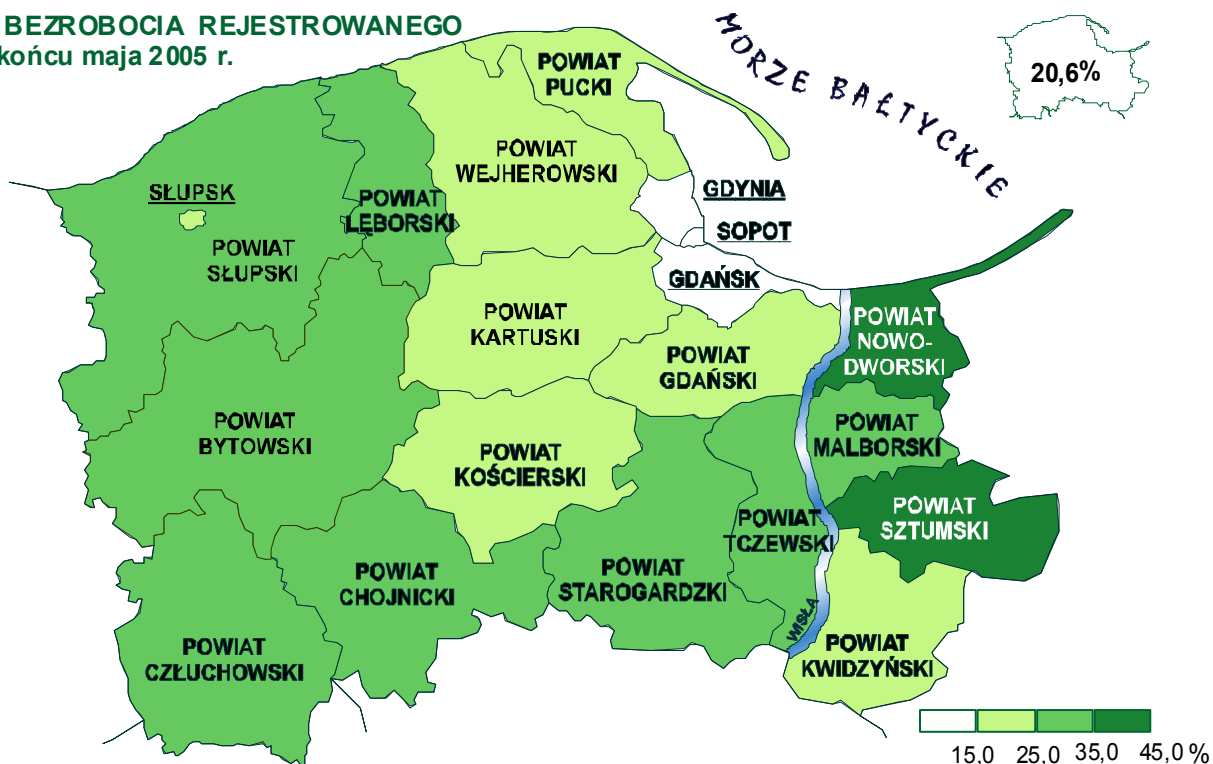 BEZROBOCIA REJESTROWANEGO
końcu maja 2005 r.
MORZE BAŁTYCKIE
20,6%
POWIAT
PUCKI
POWIAT
WEJHEROWSKI
SŁUPSK
POWIAT
LĘBORSKI
GDYNIA
SOPOT
POWIAT
SŁUPSKI
GDAŃSK
POWIAT
KARTUSKI
POWIAT
NOWO-
DWORSKI
POWIAT
GDAŃSKI
POWIAT
BYTOWSKI
POWIAT
MALBORSKI
POWIAT
KOŚCIERSKI
POWIAT
SZTUMSKI
POWIAT
TCZEWSKI
POWIAT
CHOJNICKI
POWIAT
STAROGARDZKI
WISŁA
POWIAT
CZŁUCHOWSKI
POWIAT
KWIDZYŃSKI
15,0 25,0 35,0 45,0 %